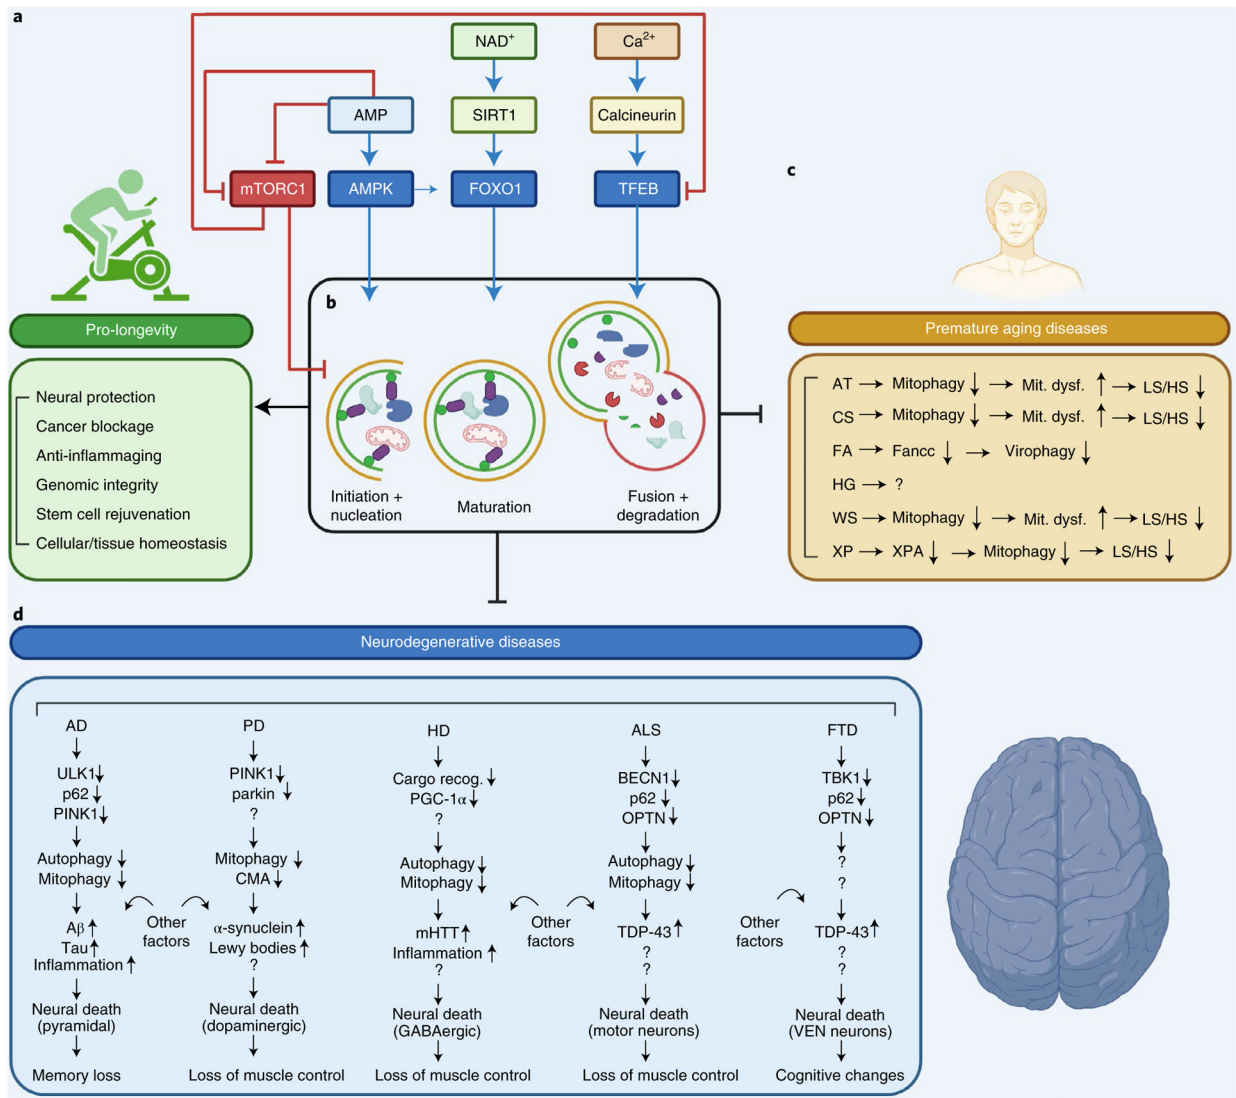 a
NAD+
Ca2+
AMP
SIRT1
Calcineurin
mTORC1
AMPK
FOXO1
TFEB
Pro-longevity
Neural protection
Cancer blockage
Anti-inflammaging
Genomic integrity
Stem cell rejuvenation
Cellular/tissue homeostasis
b
Initiation +
nucleation
Maturation
Fusion +
degradation
c
Premature aging diseases
AT → Mitophagy ↓ → Mit. dysf. ↑ → LS/HS ↓
CS → Mitophagy ↓ → Mit. dysf. ↑ → LS/HS ↓
FA → Fancc ↓ → Virophagy ↓
HG → ?
WS → Mitophagy ↓ → Mit. dysf. ↑ → LS/HS ↓
XP → XPA ↓ → Mitophagy ↓ → LS/HS ↓
d
Neurodegenerative diseases
AD
ULK1↓
p62↓
PINK1↓
Autophagy ↓
Mitophagy ↓
Aβ↑
Tau↑
Inflammation ↑
Neural death
(pyramidal)
Memory loss
Other
factors
PD
PINK1↓
parkin ↓
?
Mitophagy ↓
CMA↓
α-synuclein↑
Lewy bodies↑
?
Neural death
(dopaminergic)
Loss of muscle control
HD
Cargo recog. ↓
PGC-1α↓
?
Autophagy ↓
Mitophagy ↓
mHTT↑
Inflammation ↑
?
Neural death
(GABAergic)
Loss of muscle control
Other
factors
ALS
BECN1↓
p62↓
OPTN↓
Autophagy↓
Mitophagy ↓
TDP-43↑
?
?
Neural death
(motor neurons)
Loss of muscle control
Other
factors
FTD
TBK1↓
p62↓
OPTN↓
?
?
TDP-43↑
?
?
Neural death
(VEN neurons)
Cognitive changes